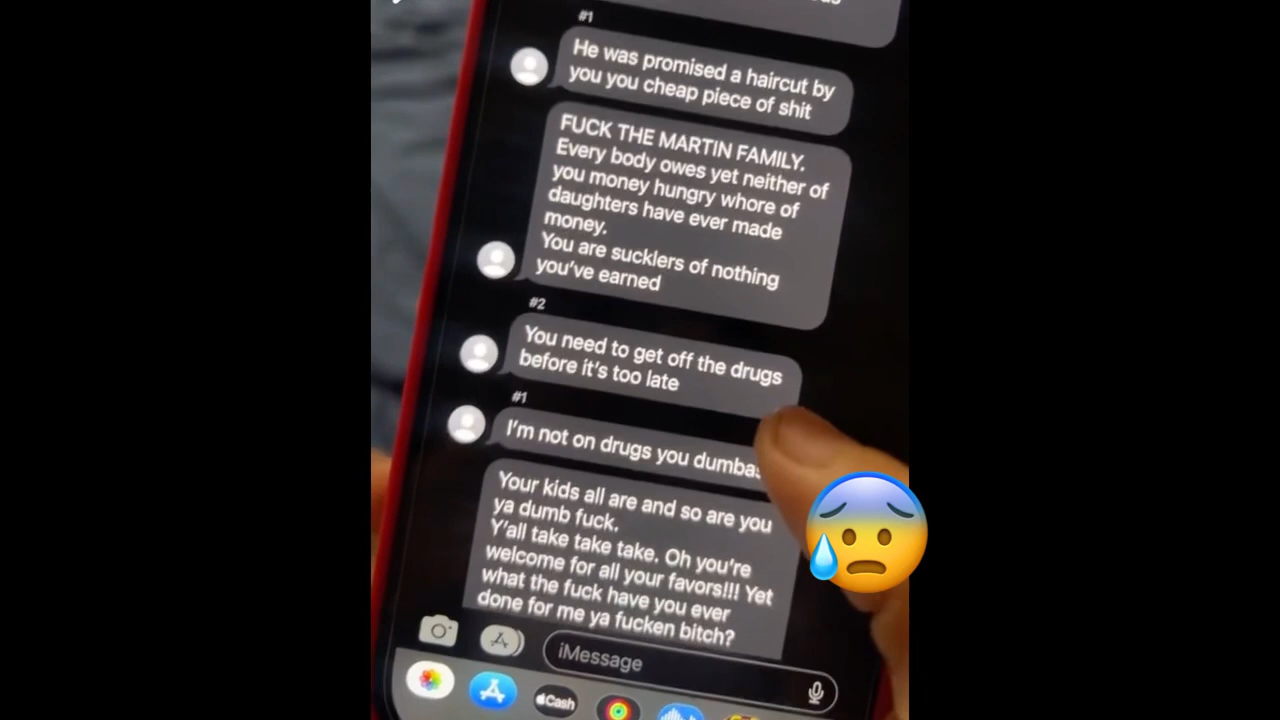 #1
He was promised a haircut by
you you cheap piece of shit
FUCK THE MARTIN FAMILY.
Every body owes yet neither of
you money hungry whore of
daughters have ever made
money.
You are sucklers of nothing
you've earned
#2
You need to get off the drugs
before it's too late
#1
I'm not on drugs you
Your kids all are and so are you
ya dumb fuck.
Y'all take take take. Oh you're
welcome for all your favors!!! Yet
what the fuck have you ever
done for me ya fucken bitch?
iMessage
Cash